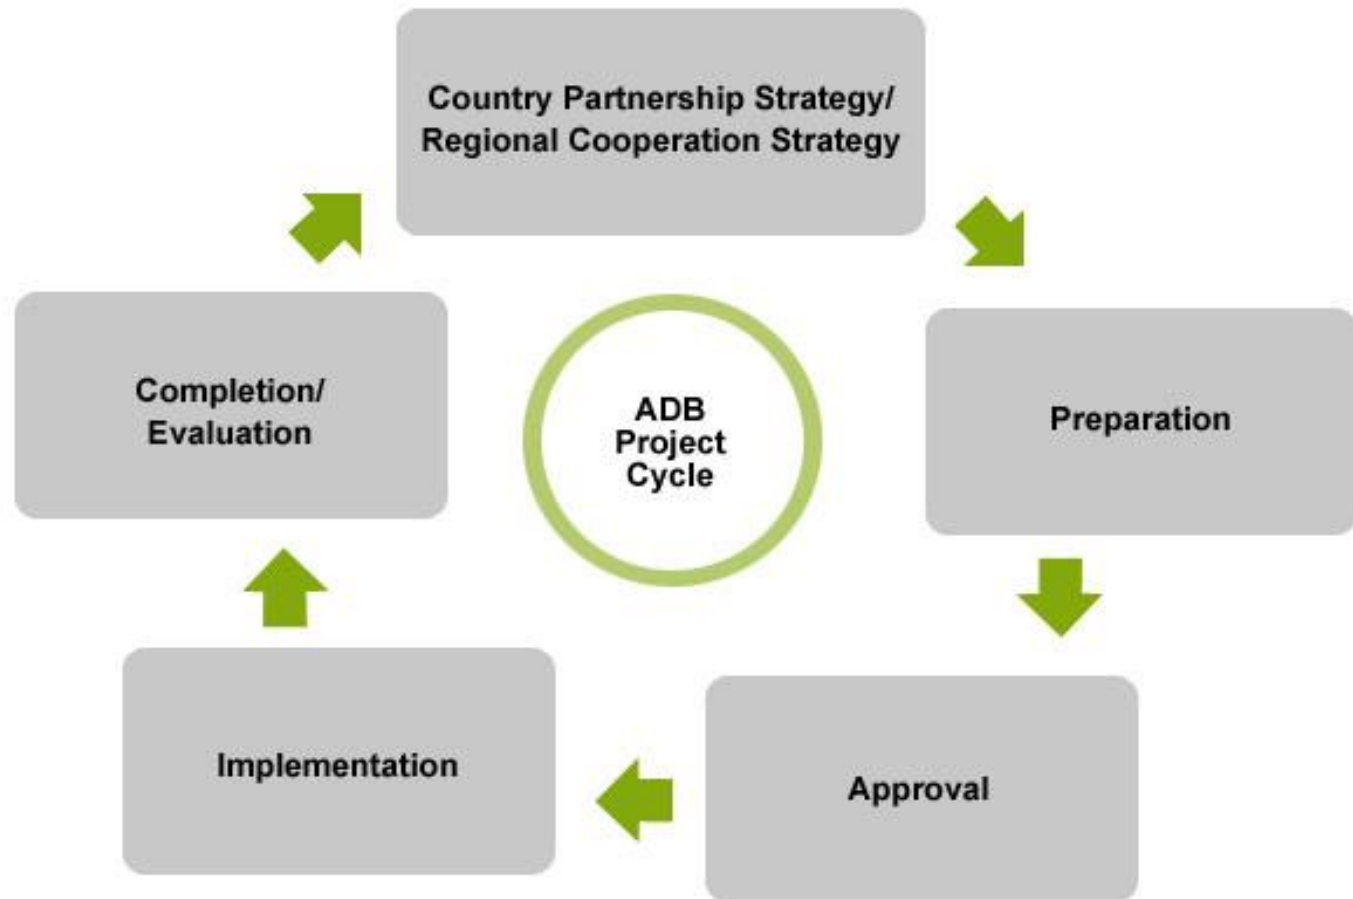 Country Partnership Strategy/
Regional Cooperation Strategy
Preparation
Approval
Implementation
Completion/
Evaluation
ADB
Project
Cycle